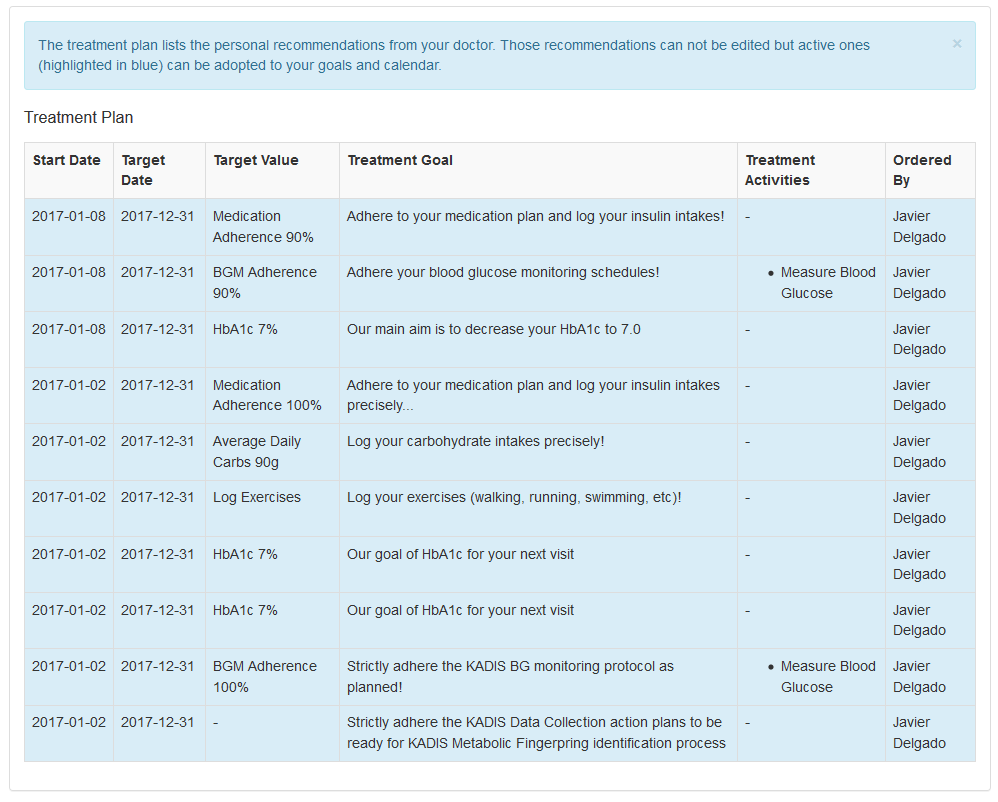 The treatment plan lists the personal recommendations from your doctor. Those recommendations can not be edited but active ones ×
(highlighted in blue) can be adopted to your goals and calendar.
Treatment Plan
Start Date Target Target Value Treatment Goal Treatment Ordered
Date Activities By
2017-01-08 2017-12-31 Medication Adhere to your medication plan and log your insulin intakes! - Javier
Adherence 90% Delgado
2017-01-08 2017-12-31 BGM Adherence Adhere your blood glucose monitoring schedules! • Measure Blood Javier
90% Glucose Delgado
2017-01-08 2017-12-31 HbA1c 7% Our main aim is to decrease your HbA1c to 7.0 - Javier
Delgado
2017-01-02 2017-12-31 Medication Adhere to your medication plan and log your insulin intakes - Javier
Adherence 100% precisely... Delgado
2017-01-02 2017-12-31 Average Daily Log your carbohydrate intakes precisely! - Javier
Carbs 90g Delgado
2017-01-02 2017-12-31 Log Exercises Log your exercises (walking, running, swimming, etc)! - Javier
Delgado
2017-01-02 2017-12-31 HbA1c 7% Our goal of HbA1c for your next visit - Javier
Delgado
2017-01-02 2017-12-31 HbA1c 7% Our goal of HbA1c for your next visit - Javier
Delgado
2017-01-02 2017-12-31 BGM Adherence Strictly adhere the KADIS BG monitoring protocol as • Measure Blood Javier
100% planned! Glucose Delgado
2017-01-02 2017-12-31 - Strictly adhere the KADIS Data Collection action plans to be - Javier
ready for KADIS Metabolic Fingerpring identification process Delgado